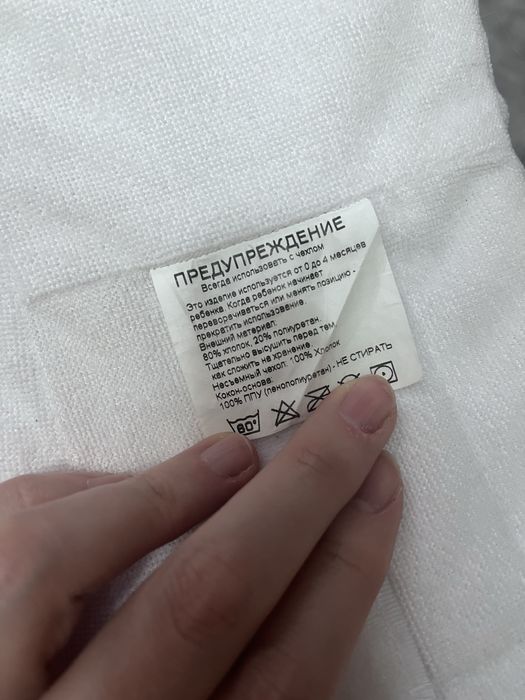 ПРЕДУПРЕЖДЕНИЕ
Всегда использовать с чехлом
Это изделие используется от 0 до 4 месяцев
ребенка. Когда ребенок начинает
переворачиваться или менять позицию -
прекратить использование.
Внешний материал:
80% хлопок, 20% полиуретан.
Тщательно высушить перед тем,
как сложить на хранение.
Несъемный чехол: 100% Хлопок
Кокон-основа:
100% ППУ (пенополиуретан) - НЕ СТИРАТЬ
60°